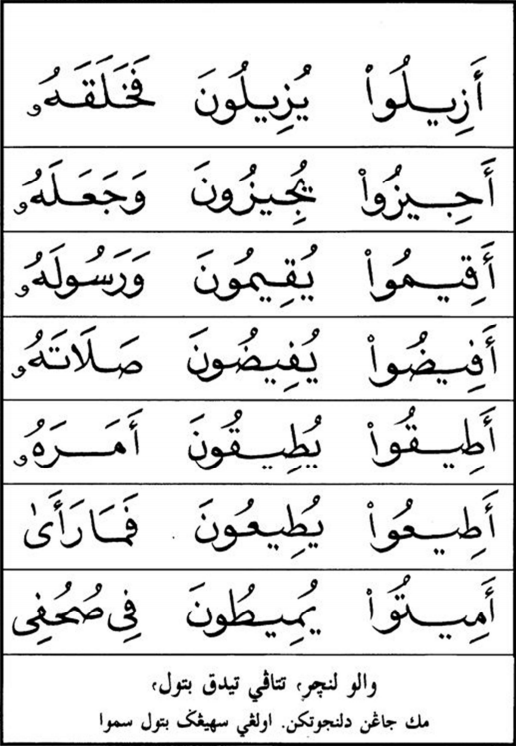 أَزِيلُواْ يُزِيلُونَ فَخَلَقَهُۥ
أَجِيزُواْ يُجِيزُونَ وَجَعَلَهُۥ
أَقِيمُواْ يُقِيمُونَ وَرَسُولَهُۥ
أَفِيضُواْ يُفِيضُونَ صَلَاتَهُۥ
أَطِيقُواْ يُطِيقُونَ أَمَرَهُۥ
أَطِيعُواْ يُطِيعُونَ فَمَا رَأَىٰ
أَمِيتُواْ يُمِيطُونَ فِي صُحُفِي
والو لنچر، تتاڤي تيدق بتول،
مك جاڠن دلنجوتكن. اولڠي سهيڠݢ بتول سموا